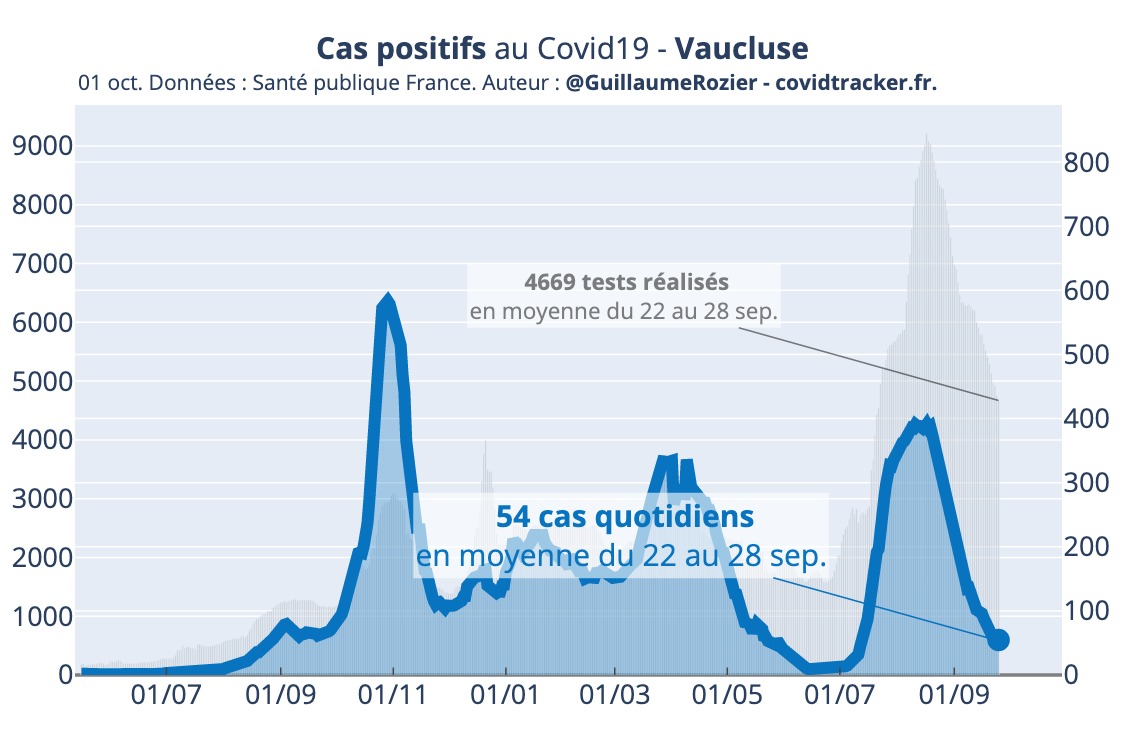 Cas positifs au Covid19 - Vaucluse
01 oct. Données : Santé publique France. Auteur : @GuillaumeRozier - covidtracker.fr.
9000
8000
7000
6000
5000
4000
3000
2000
1000
0
800
700
600
500
400
300
200
100
0
4669 tests réalisés
en moyenne du 22 au 28 sep.
54 cas quotidiens
en moyenne du 22 au 28 sep.
01/07 01/09 01/11 01/01 01/03 01/05 01/07 01/09